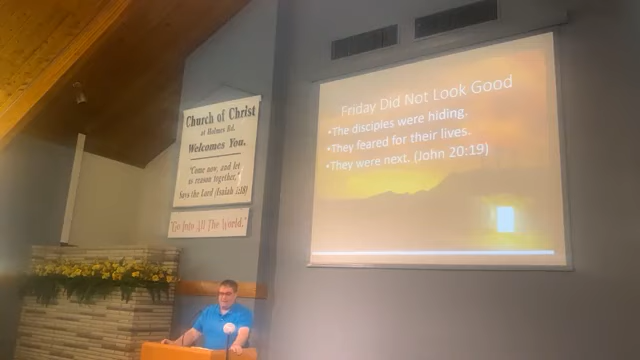 Church of Christ
at Holmes Rd.
Welcomes You.
"Come now, and let
us reason together,"
Says the Lord (Isaiah 1:18)
"Go Into All The World."
Friday Did Not Look Good
•The disciples were hiding.
•They feared for their lives.
•They were next. (John 20:19)